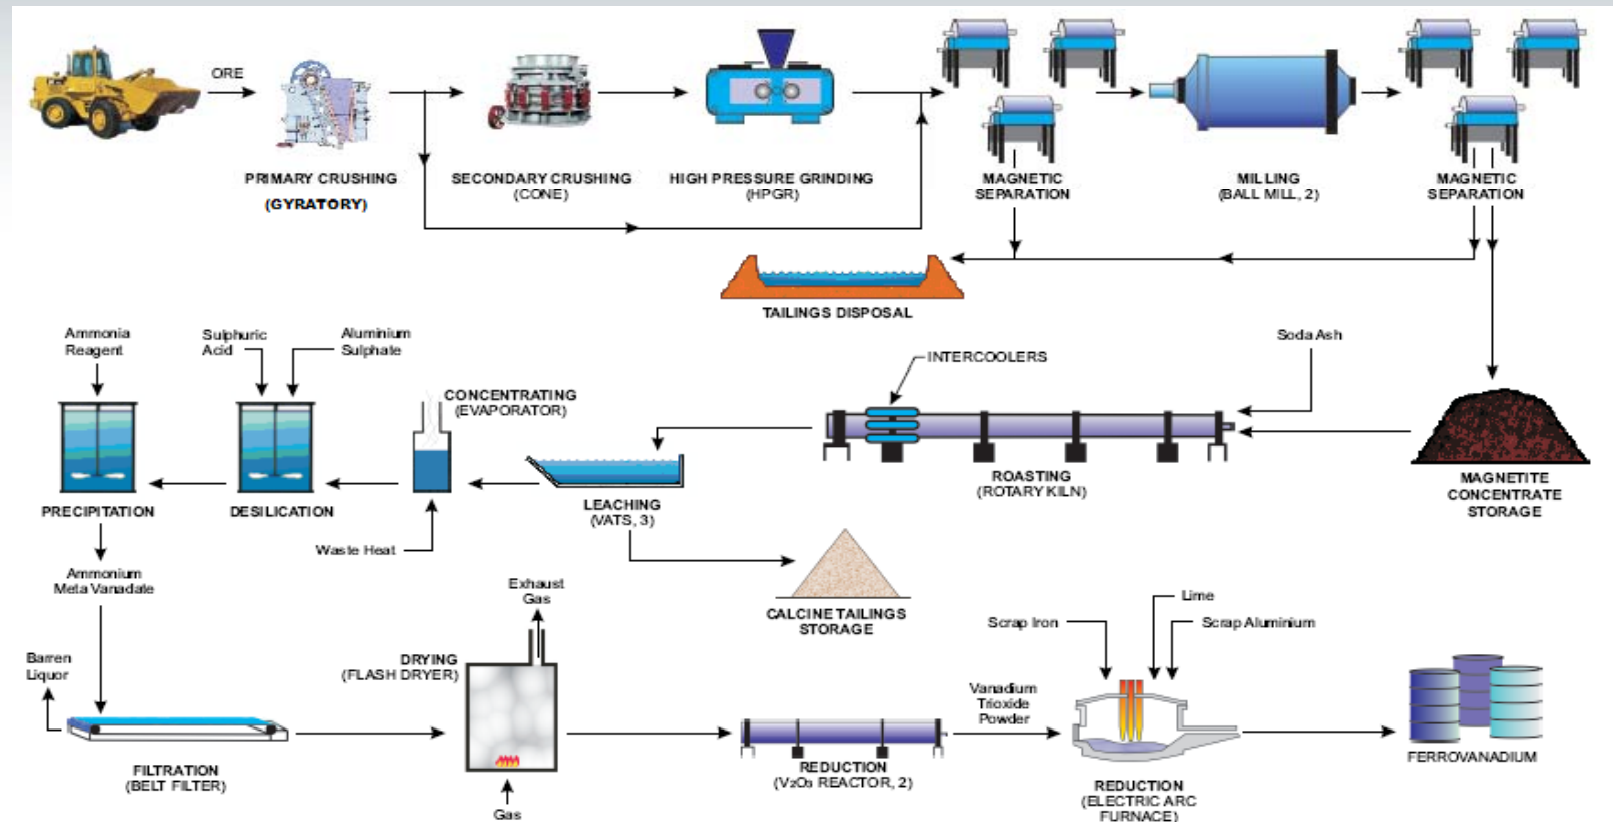 ORE
PRIMARY CRUSHING
(GYRATORY)
SECONDARY CRUSHING
(CONE)
HIGH PRESSURE GRINDING
(HPGR)
MAGNETIC
SEPARATION
MILLING
(BALL MILL, 2)
MAGNETIC
SEPARATION
TAILINGS DISPOSAL
Ammonia
Reagent
Sulphuric
Acid
Aluminium
Sulphate
CONCENTRATING
(EVAPORATOR)
INTERCOOLERS
Soda Ash
PRECIPITATION
DESILICATION
Waste Heat
LEACHING
(VATS, 3)
ROASTING
(ROTARY KILN)
MAGNETITE
CONCENTRATE
STORAGE
Ammonium
Meta Vanadate
CALCINE TAILINGS
STORAGE
Barren
Liquor
FILTRATION
(BELT FILTER)
Exhaust
Gas
DRYING
(FLASH DRYER)
Gas
REDUCTION
(V₂O₃ REACTOR, 2)
Vanadium
Trioxide
Powder
Scrap Iron
Lime
Scrap Aluminium
REDUCTION
(ELECTRIC ARC
FURNACE)
FERROVANADIUM